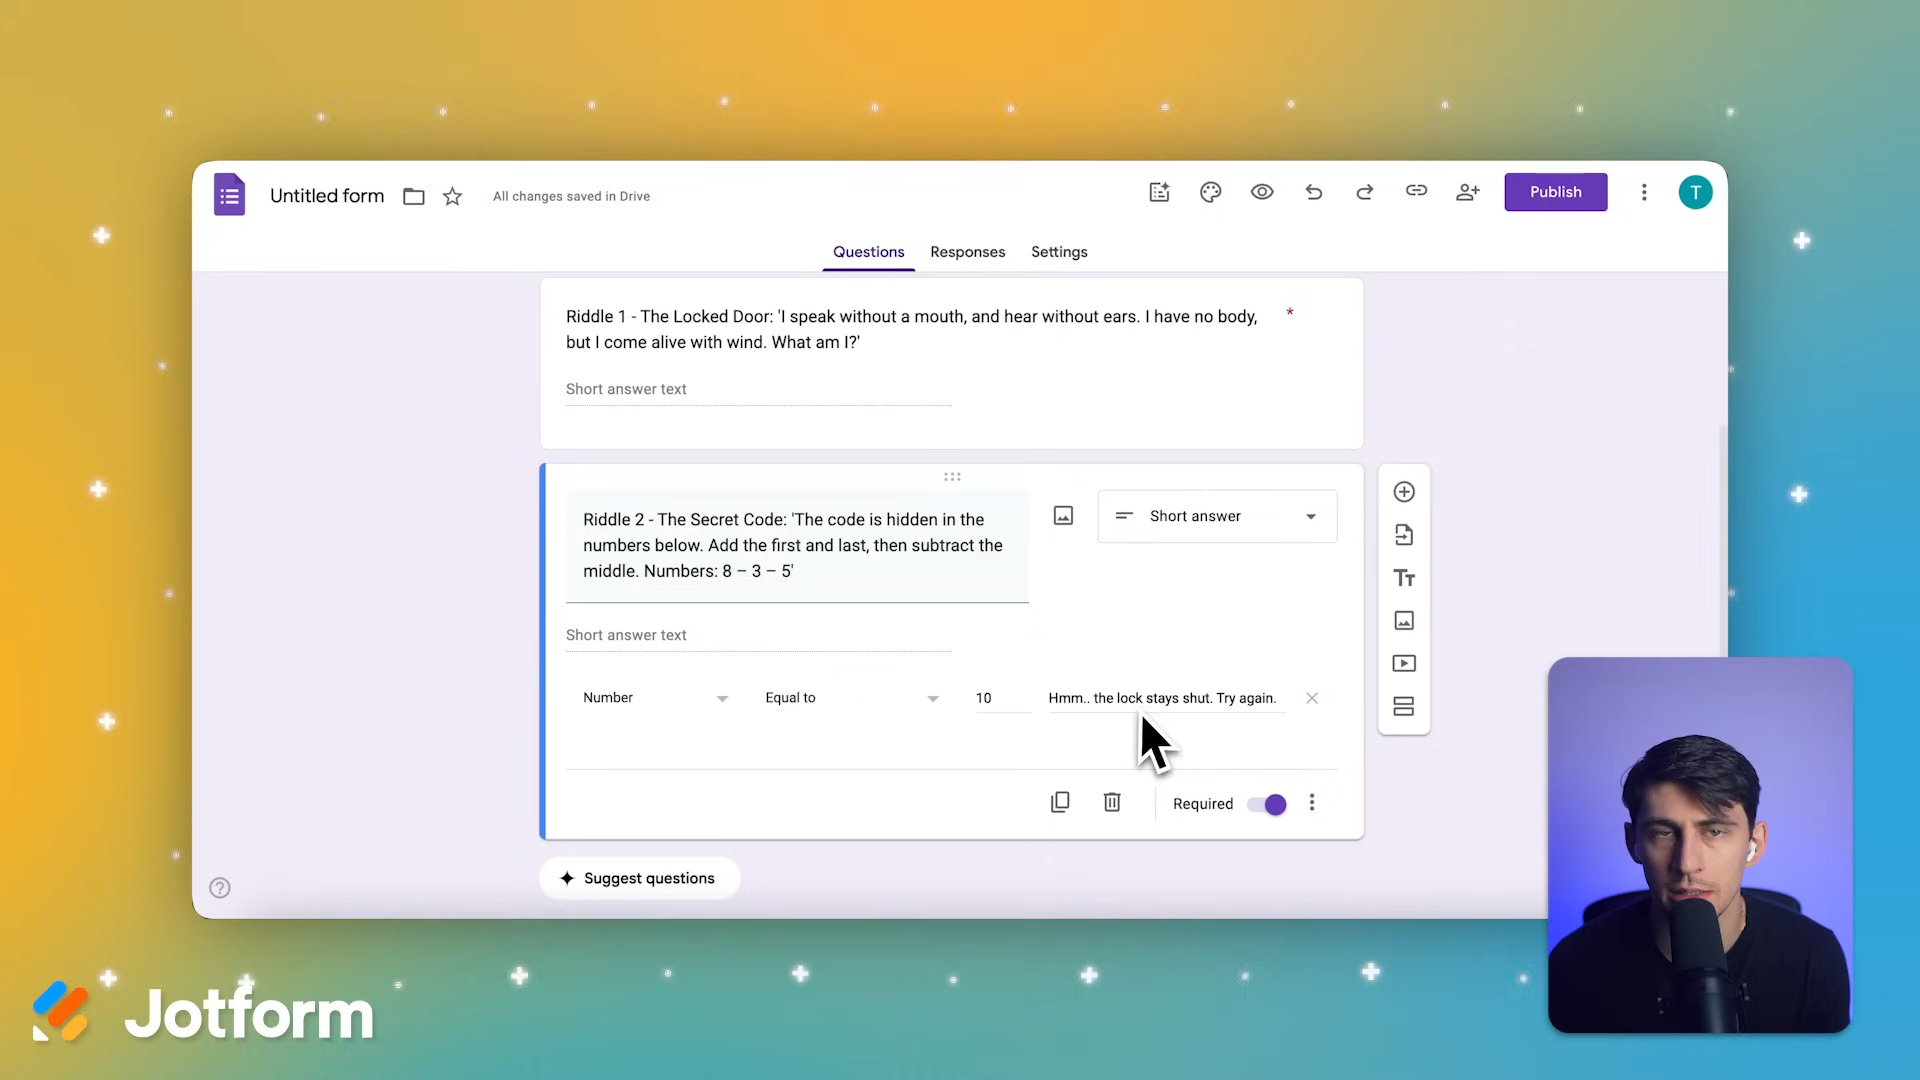 Untitled form
All changes saved in Drive
Publish
T
Questions
Responses
Settings
Riddle 1 - The Locked Door: 'I speak without a mouth, and hear without ears. I have no body,
but I come alive with wind. What am I?'
*
Short answer text
Riddle 2 - The Secret Code: 'The code is hidden in the
numbers below. Add the first and last, then subtract the
middle. Numbers: 8 – 3 – 5'
Short answer
Tт
Short answer text
Number
Equal to
10
Hmm.. the lock stays shut. Try again.
Required
Suggest questions
Jotform